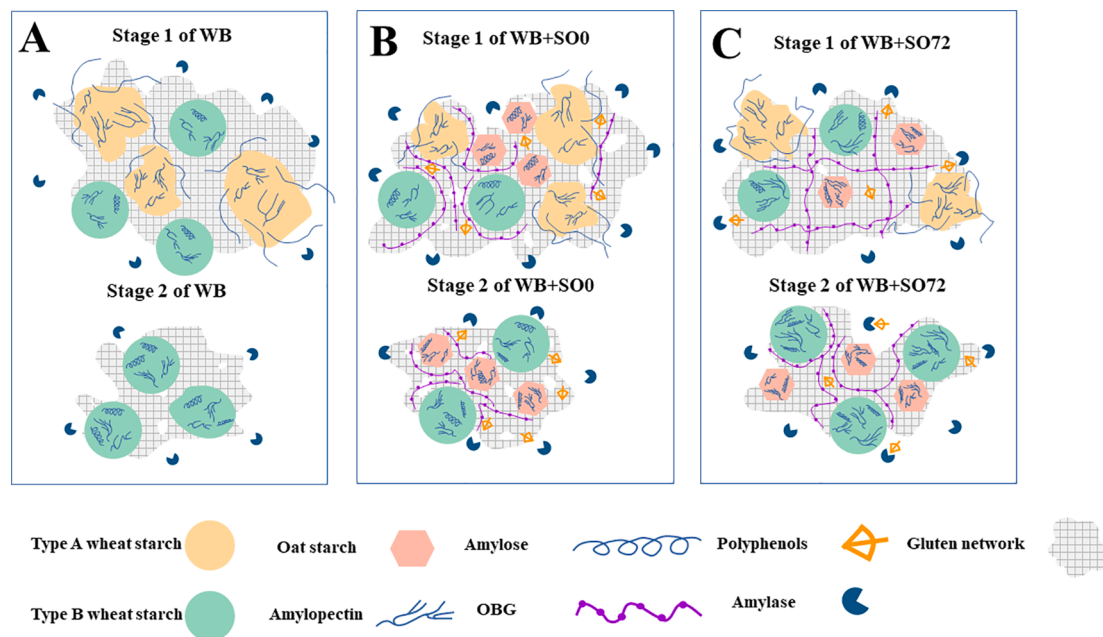 A
Stage 1 of WB
Stage 2 of WB
B
Stage 1 of WB+SO0
Stage 2 of WB+SO0
C
Stage 1 of WB+SO72
Stage 2 of WB+SO72
Type A wheat starch
Oat starch
Amylose
Polyphenols
Gluten network
Type B wheat starch
Amylopectin
OBG
Amylase